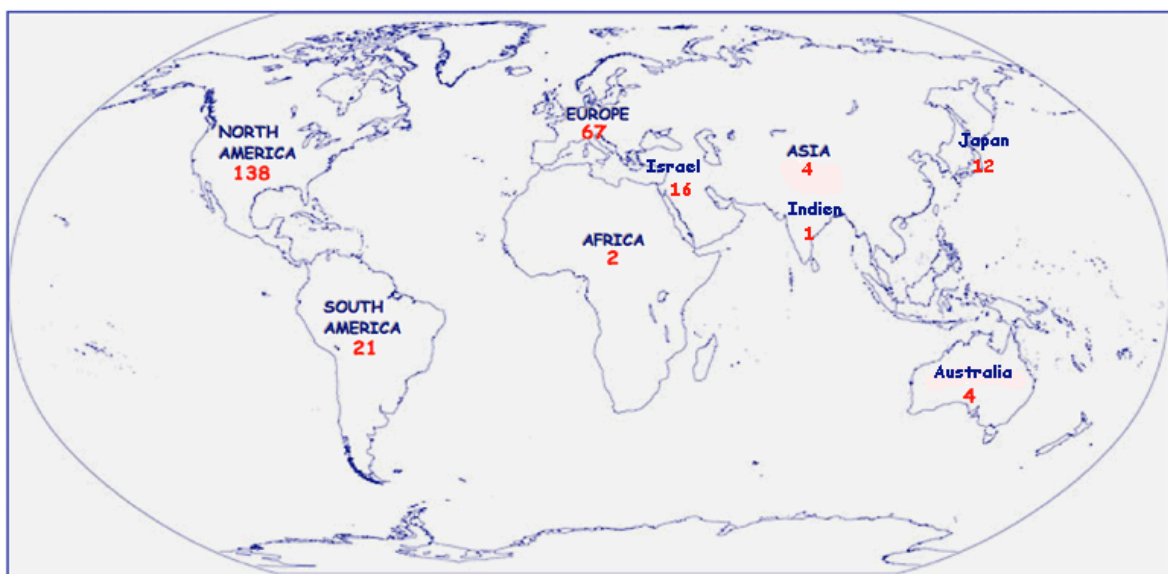 NORTH
AMERICA
138
EUROPE
67
Israel
16
ASIA
4
Japan
12
Indien
1
AFRICA
2
SOUTH
AMERICA
21
Australia
4